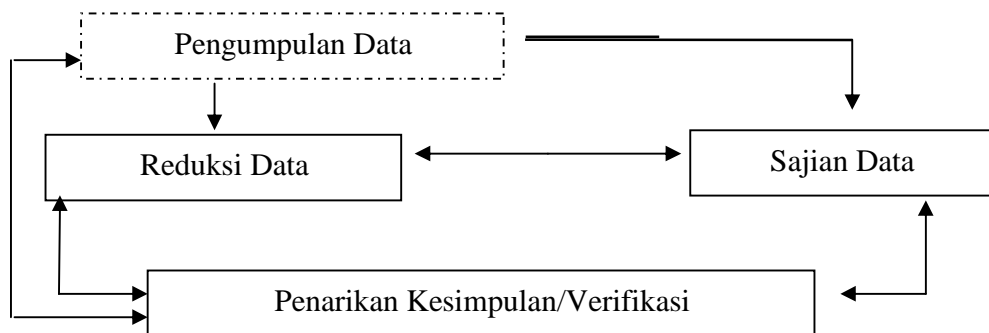 Pengumpulan Data
Reduksi Data
Sajian Data
Penarikan Kesimpulan/Verifikasi